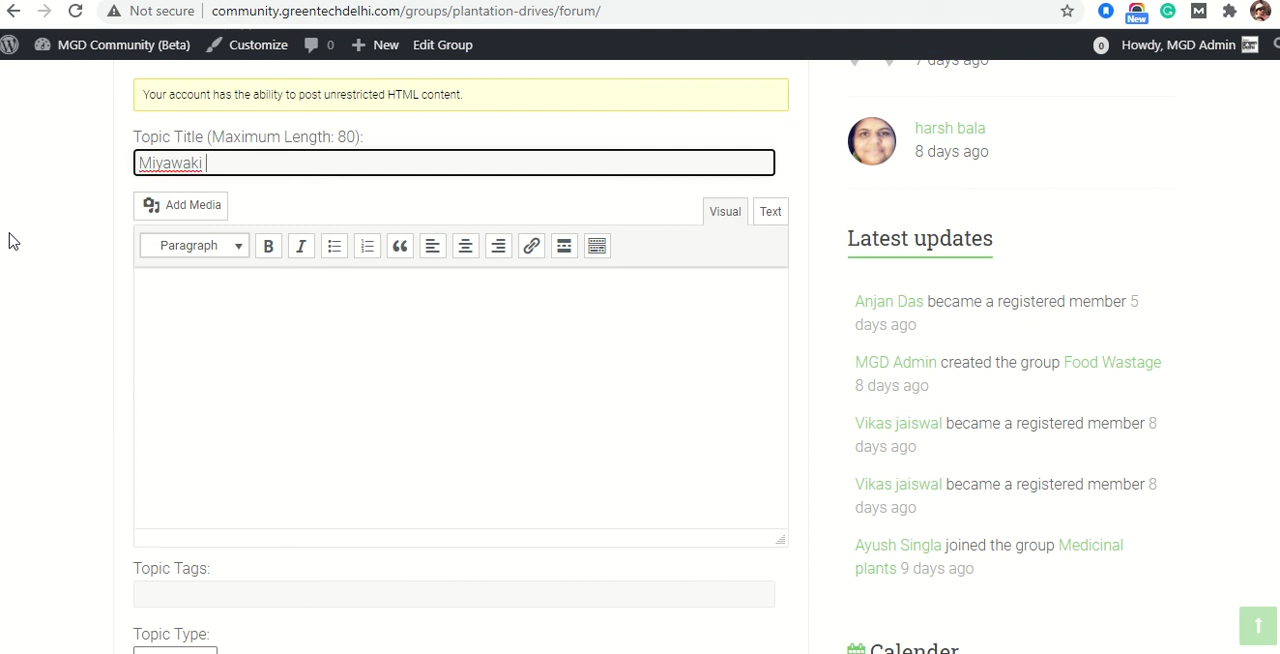 Not secure
community.greentechdelhi.com/groups/plantation-drives/forum/
New
M
MGD Community (Beta)
Customize
0
New
Edit Group
0
Howdy, MGD Admin
7 days ago
Your account has the ability to post unrestricted HTML content.
Topic Title (Maximum Length: 80):
Miyawaki
Add Media
Visual
Text
Paragraph
B
I
harsh bala
8 days ago
Latest updates
Anjan Das became a registered member 5
days ago
MGD Admin created the group Food Wastage
8 days ago
Vikas jaiswal became a registered member 8
days ago
Vikas jaiswal became a registered member 8
days ago
Ayush Singla joined the group Medicinal
plants 9 days ago
Topic Tags:
Topic Type:
Calender